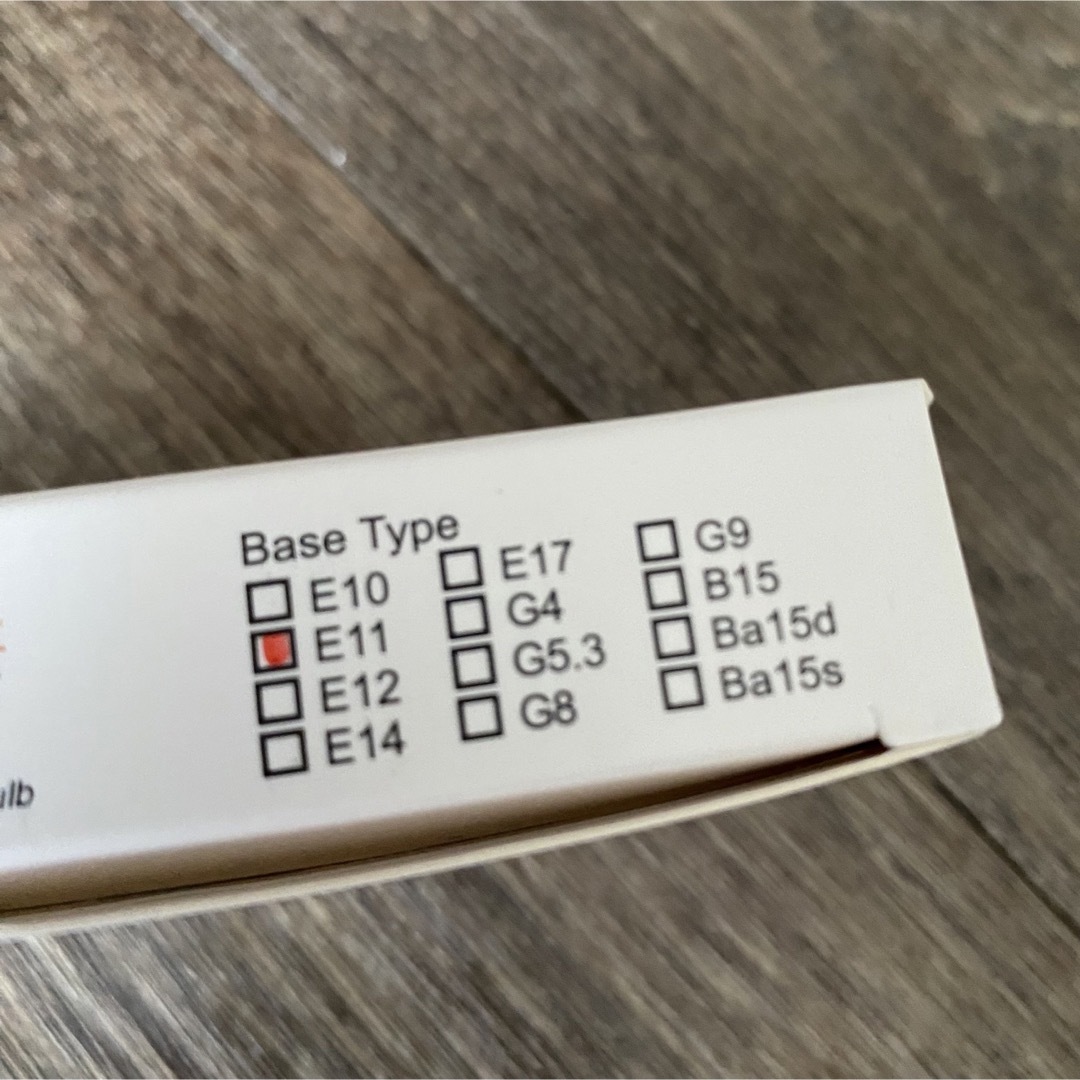 Base Type
E10
E11
E12
E14
E17
G4
G5.3
G8
G9
B15
Ba15d
Ba15s